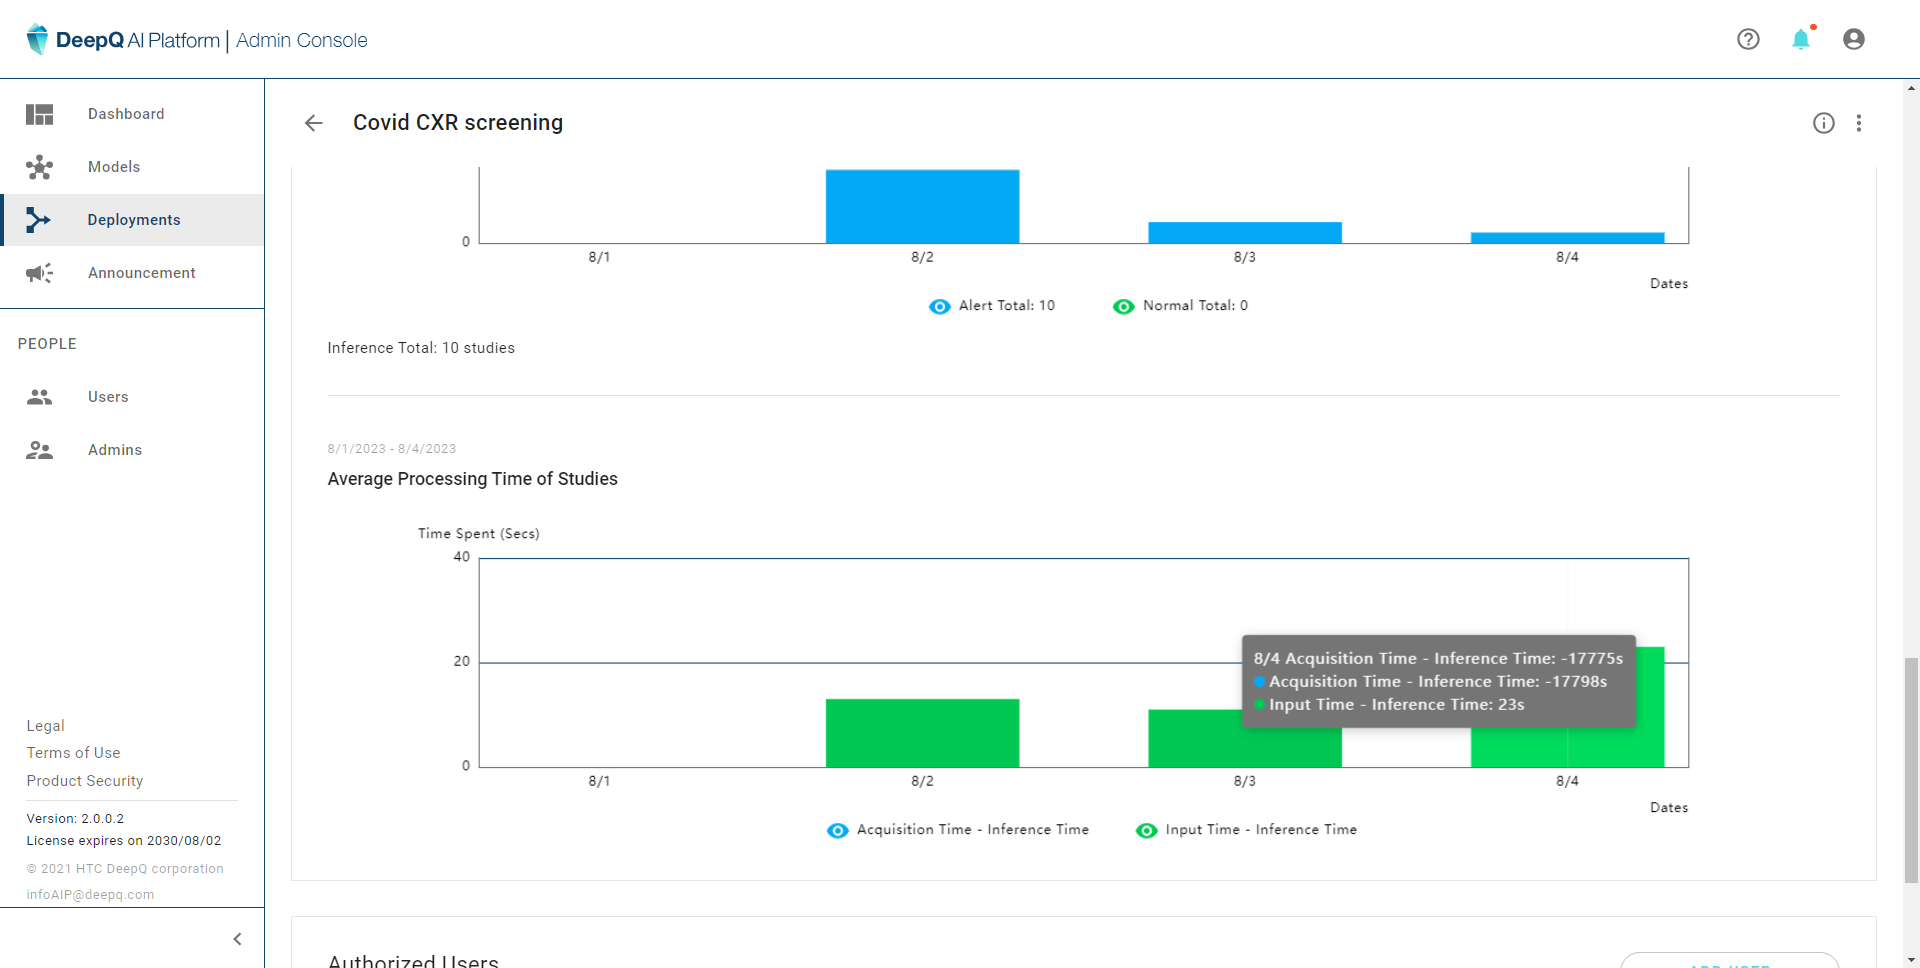 DeepQ AI Platform | Admin Console
Dashboard
Models
Deployments
Announcement
PEOPLE
Users
Admins
Legal
Terms of Use
Product Security
Version: 2.0.0.2
License expires on 2030/08/02
© 2021 HTC DeepQ corporation
infoAIP@deepq.com
Covid CXR screening
0
8/1 8/2 8/3 8/4
Dates
Alert Total: 10 Normal Total: 0
Inference Total: 10 studies
8/1/2023 - 8/4/2023
Average Processing Time of Studies
Time Spent (Secs)
40
20
0
8/4 Acquisition Time - Inference Time: -17775s
Acquisition Time - Inference Time: -17798s
Input Time - Inference Time: 23s
8/1 8/2 8/3 8/4
Dates
Acquisition Time - Inference Time Input Time - Inference Time
Authorized Users
ADD USER